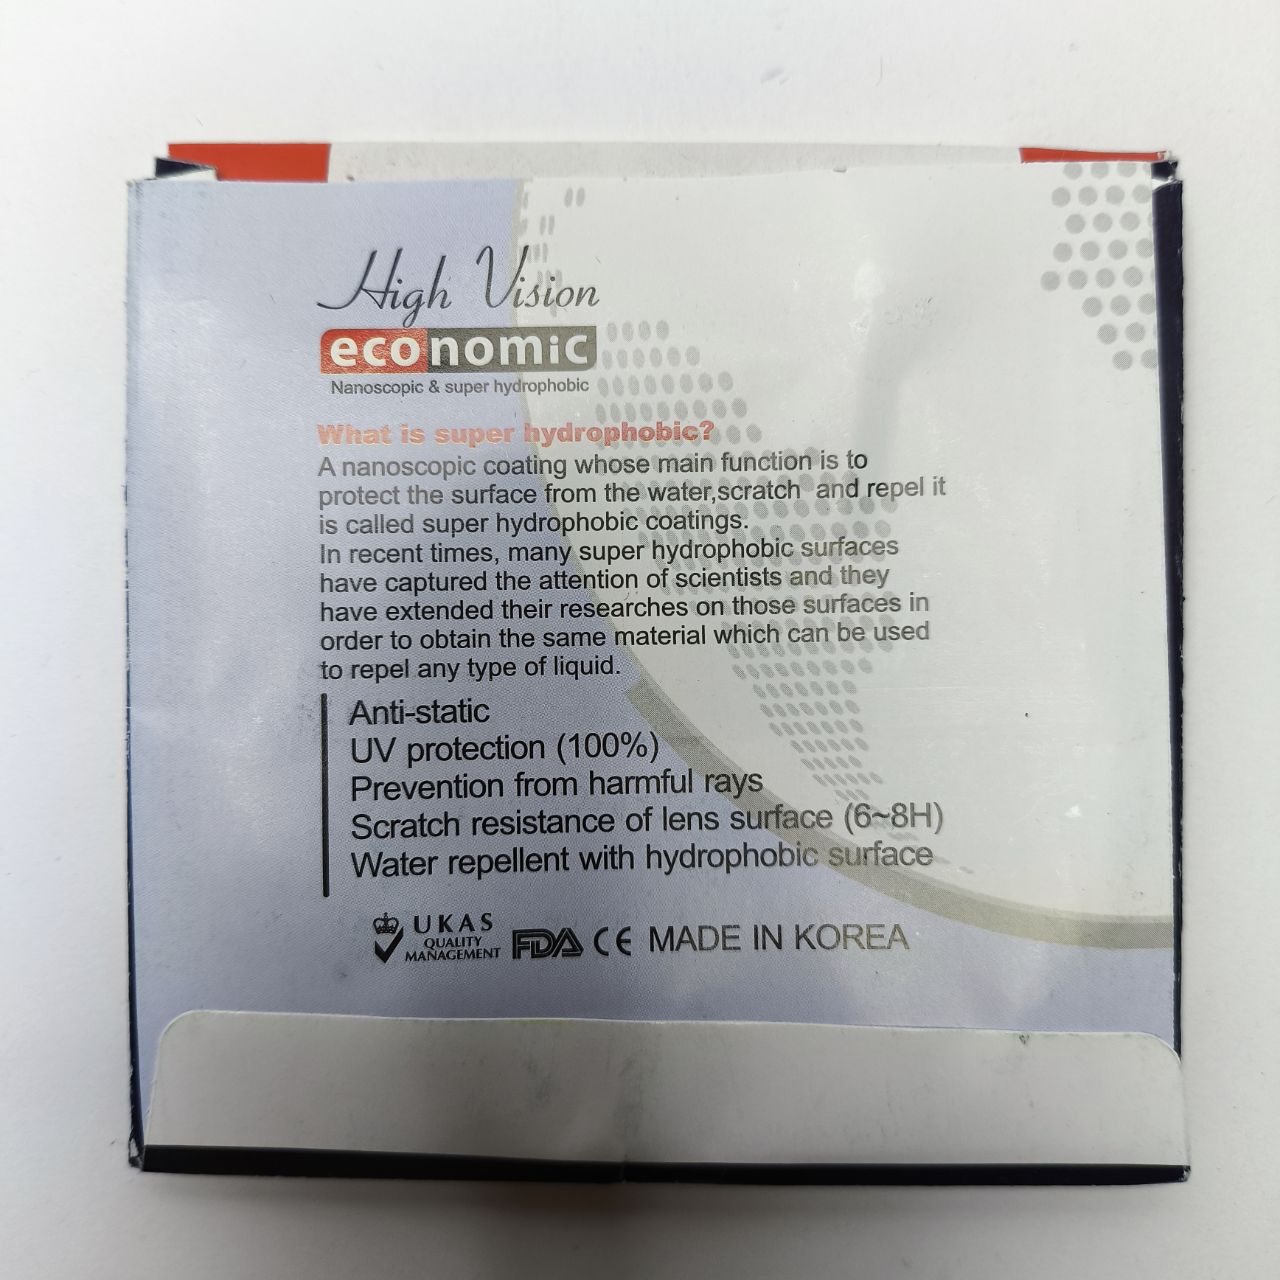 High Vision
economic
Nanoscopic & super hydrophobic
What is super hydrophobic?
A nanoscopic coating whose main function is to
protect the surface from the water,scratch and repel it
is called super hydrophobic coatings.
In recent times, many super hydrophobic surfaces
have captured the attention of scientists and they
have extended their researches on those surfaces in
order to obtain the same material which can be used
to repel any type of liquid.
Anti-static
UV protection (100%)
Prevention from harmful rays
Scratch resistance of lens surface (6~8H)
Water repellent with hydrophobic surface
UKAS
QUALITY
MANAGEMENT
FDA CE MADE IN KOREA